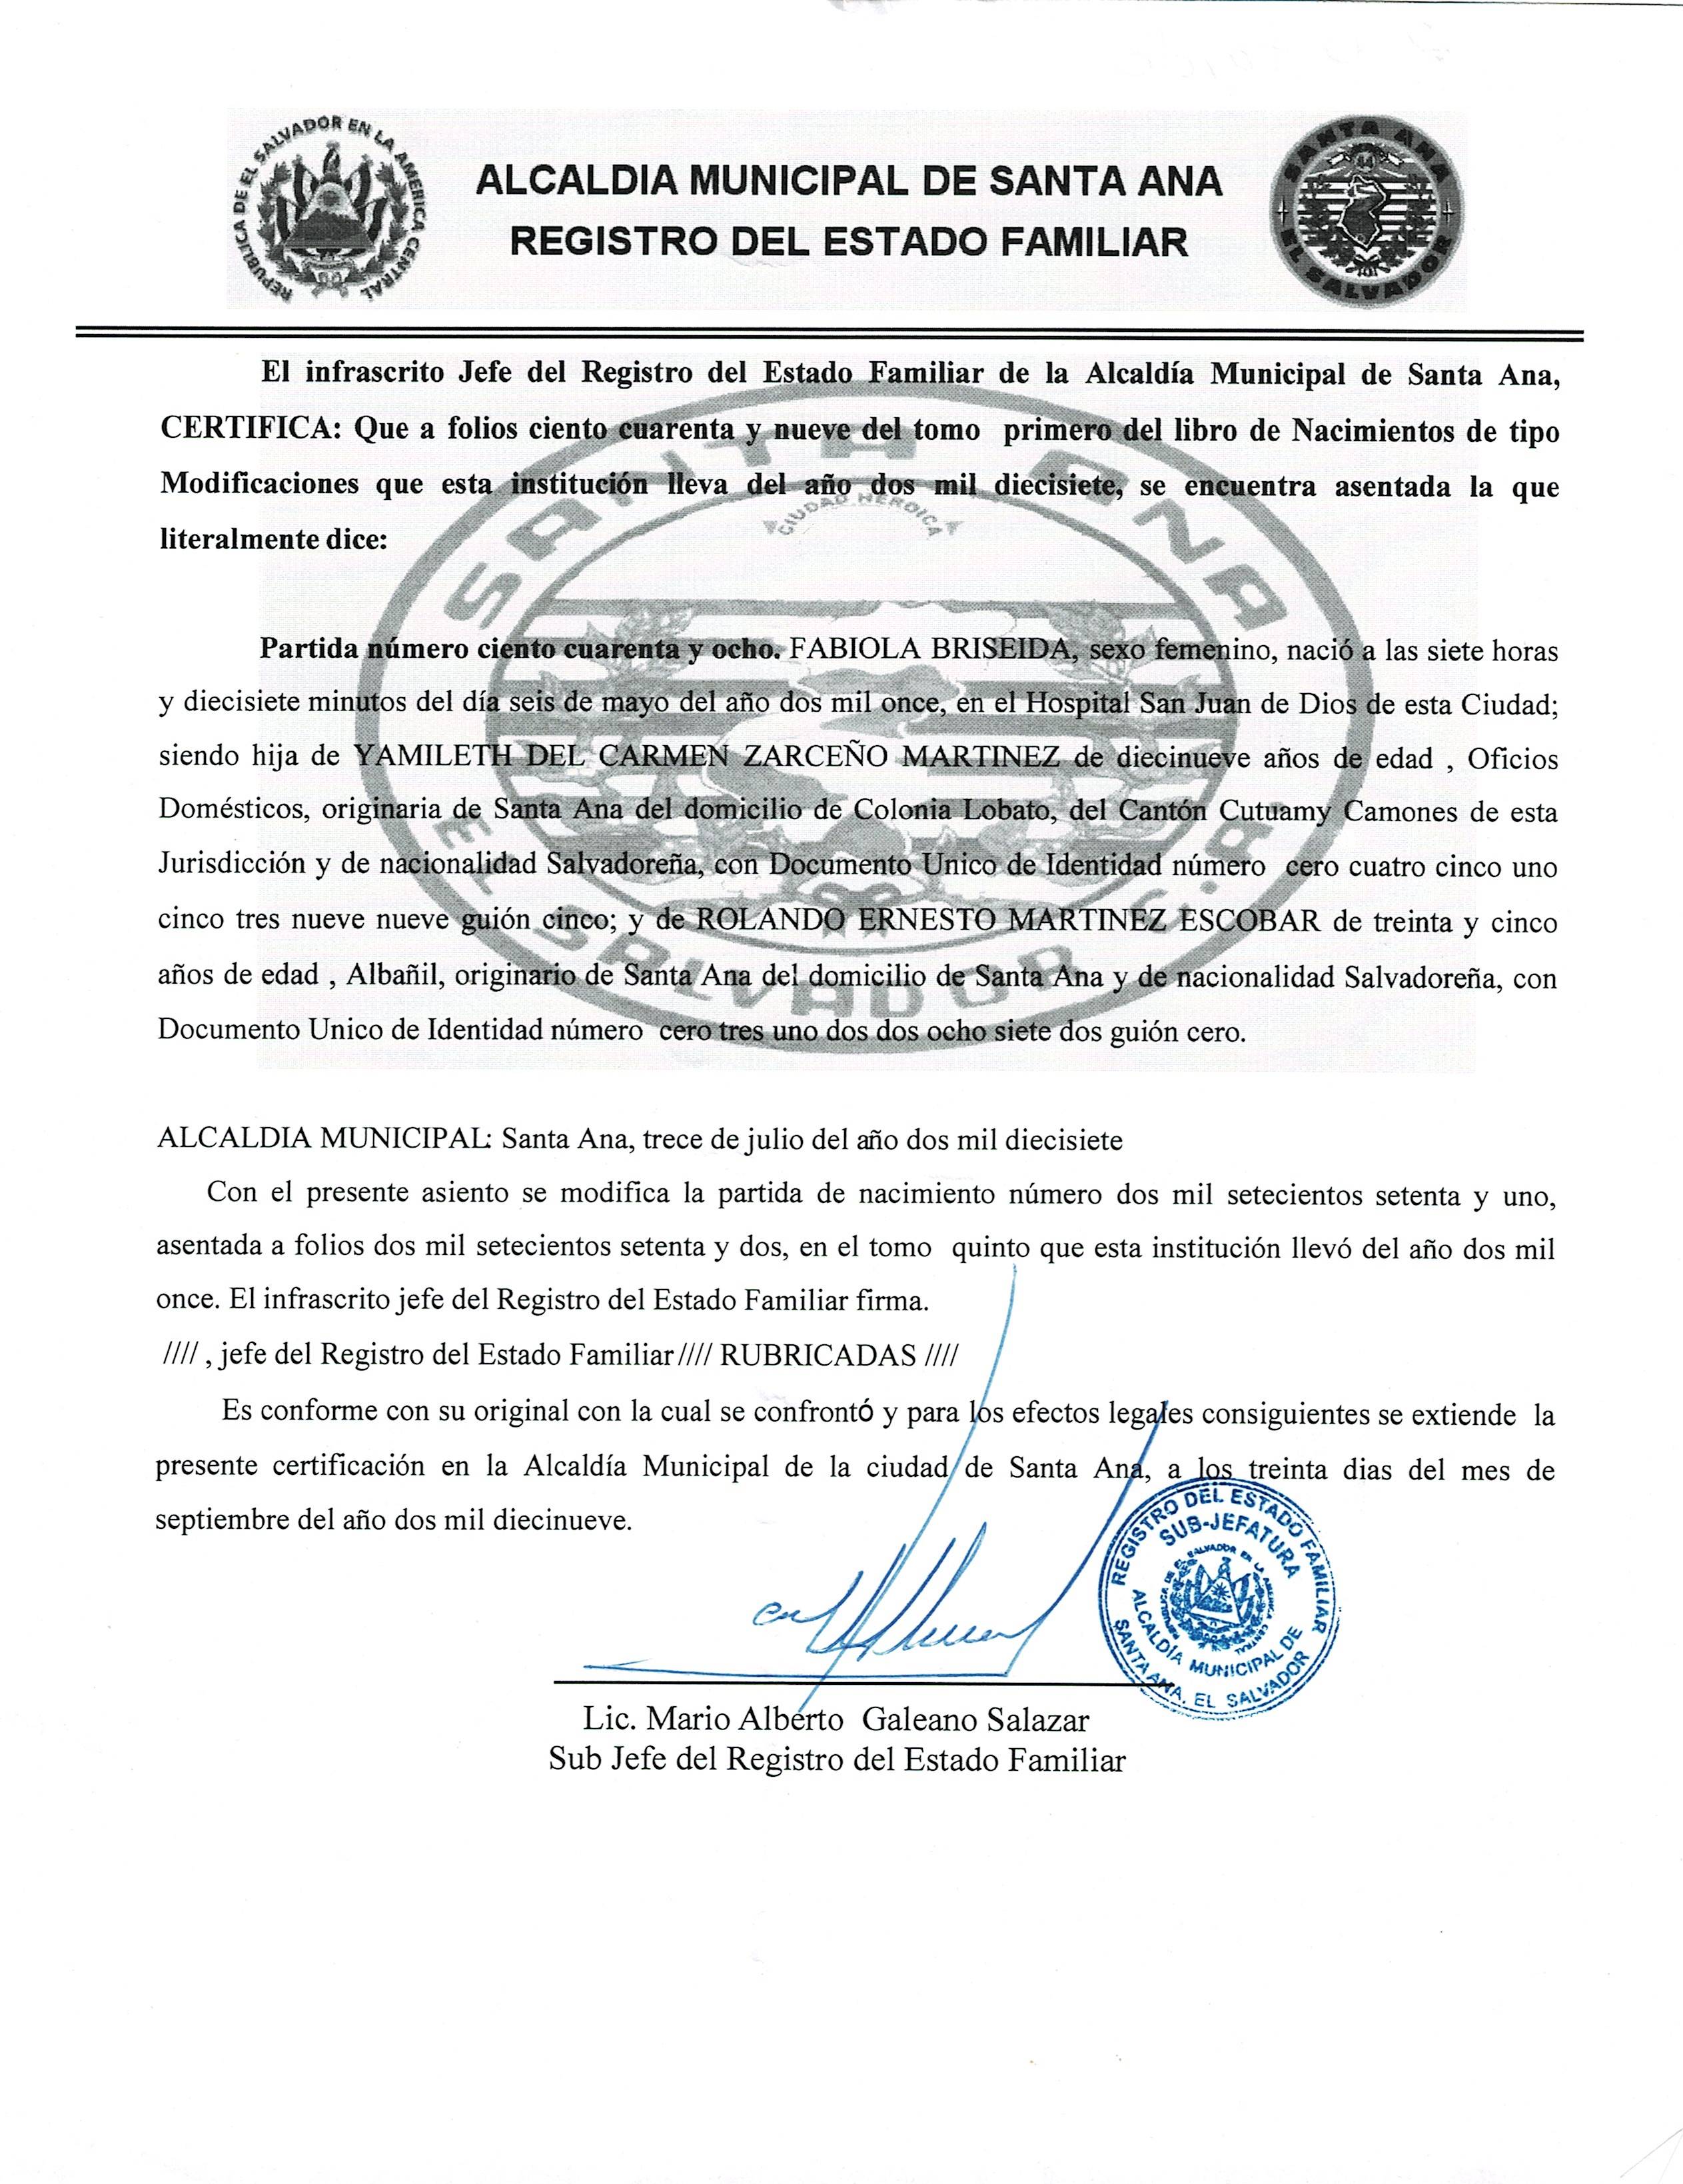 REPUBLICA DE EL SALVADOR EN LA AMERICA CENTRAL
ALCALDIA MUNICIPAL DE SANTA ANA
REGISTRO DEL ESTADO FAMILIAR
SANTA ANA
44
EL SALVADOR
El infrascrito Jefe del Registro del Estado Familiar de la Alcaldía Municipal de Santa Ana,
CERTIFICA: Que a folios ciento cuarenta y nueve del tomo primero del libro de Nacimientos de tipo
Modificaciones que esta institución lleva del año dos mil diecisiete, se encuentra asentada la que
literalmente dice:
SANTA ANA
CIUDAD HEROICA
EL SALVADOR
Partida número ciento cuarenta y ocho. FABIOLA BRISEIDA, sexo femenino, nació a las siete horas
y diecisiete minutos del día seis de mayo del año dos mil once, en el Hospital San Juan de Dios de esta Ciudad;
siendo hija de YAMILETH DEL CARMEN ZARCEÑO MARTINEZ de diecinueve años de edad , Oficios
Domésticos, originaria de Santa Ana del domicilio de Colonia Lobato, del Cantón Cutuamy Camones de esta
Jurisdicción y de nacionalidad Salvadoreña, con Documento Unico de Identidad número cero cuatro cinco uno
cinco tres nueve nueve guión cinco; y de ROLANDO ERNESTO MARTINEZ ESCOBAR de treinta y cinco
años de edad , Albañil, originario de Santa Ana del domicilio de Santa Ana y de nacionalidad Salvadoreña, con
Documento Unico de Identidad número cero tres uno dos dos ocho siete dos guión cero.
ALCALDIA MUNICIPAL: Santa Ana, trece de julio del año dos mil diecisiete
Con el presente asiento se modifica la partida de nacimiento número dos mil setecientos setenta y uno,
asentada a folios dos mil setecientos setenta y dos, en el tomo quinto que esta institución llevó del año dos mil
once. El infrascrito jefe del Registro del Estado Familiar firma.
//// , jefe del Registro del Estado Familiar //// RUBRICADAS ////
Es conforme con su original con la cual se confrontó y para los efectos legales consiguientes se extiende la
presente certificación en la Alcaldía Municipal de la ciudad de Santa Ana, a los treinta dias del mes de
septiembre del año dos mil diecinueve.
REGISTRO DEL ESTADO FAMILIAR
SUB-JEFATURA
ALCALDÍA MUNICIPAL DE
SANTA ANA, EL SALVADOR
Lic. Mario Alberto Galeano Salazar
Sub Jefe del Registro del Estado Familiar